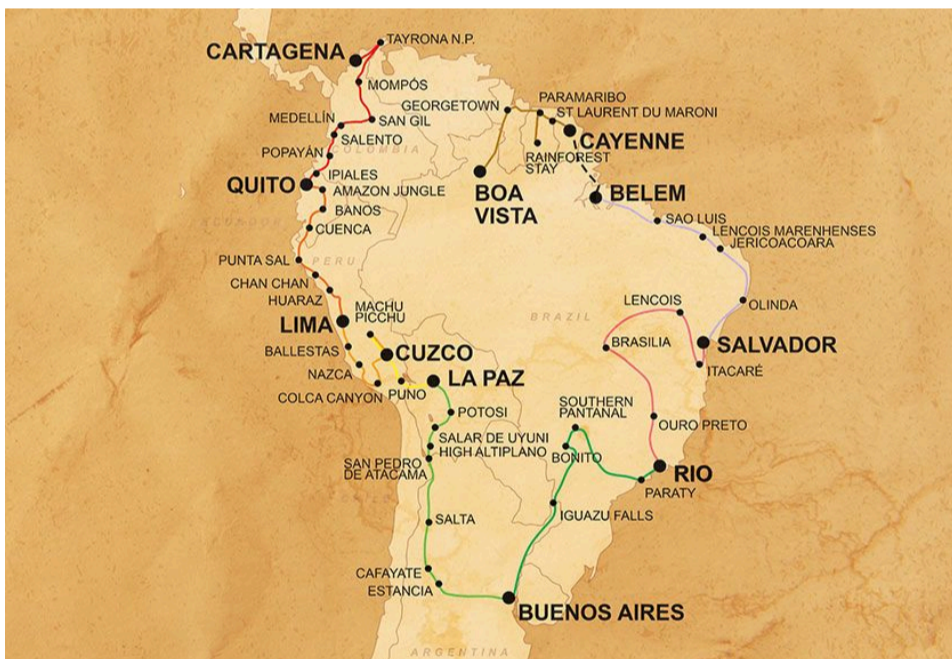 TAYRONA N.P.
CARTAGENA
MOMPÓS
PARAMARIBO
GEORGETOWN
ST LAURENT DU MARONI
MEDELLÍN
SAN GIL
SALENTO
CAYENNE
COLOMBIA
POPAYÁN
RAINFOREST
STAY
IPIALES
QUITO
AMAZON JUNGLE
BOA
VISTA
BELEM
BANOS
ECUADOR
SAO LUIS
CUENCA
LENCOIS MARENHENSES
JERICOACOARA
PUNTA SAL
PERU
CHAN CHAN
HUARAZ
MACHU
PICCHU
LENCOIS
OLINDA
BRAZIL
LIMA
BRASILIA
SALVADOR
BALLESTAS
CUZCO
ITACARÉ
NAZCA
LA PAZ
COLCA CANYON
PUNO
SOUTHERN
PANTANAL
POTOSI
OURO PRETO
SALAR DE UYUNI
HIGH ALTIPLANO
BONITO
SAN PEDRO
DE ATACAMA
RIO
PARATY
IGUAZU FALLS
SALTA
CAFAYATE
ESTANCIA
BUENOS AIRES
ARGENTINA